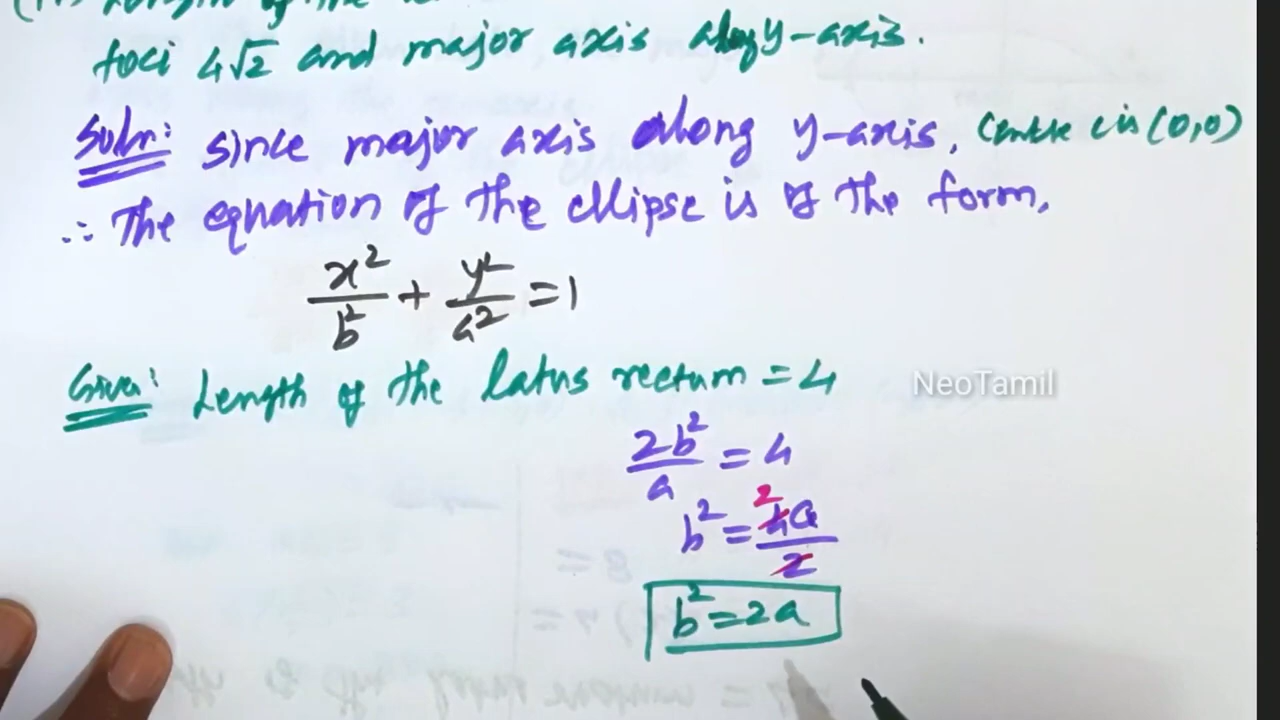 foci 4√2 and major axis along y-axis.
Soln: Since major axis along y-axis, Centre c is (0,0)
∴ The equation of the ellipse is of the form,
x²/b² + y²/a² = 1
Given: Length of the latus rectum = 4
NeoTamil
2b²/a = 4
b² = 4a/2 2
b² = 2a